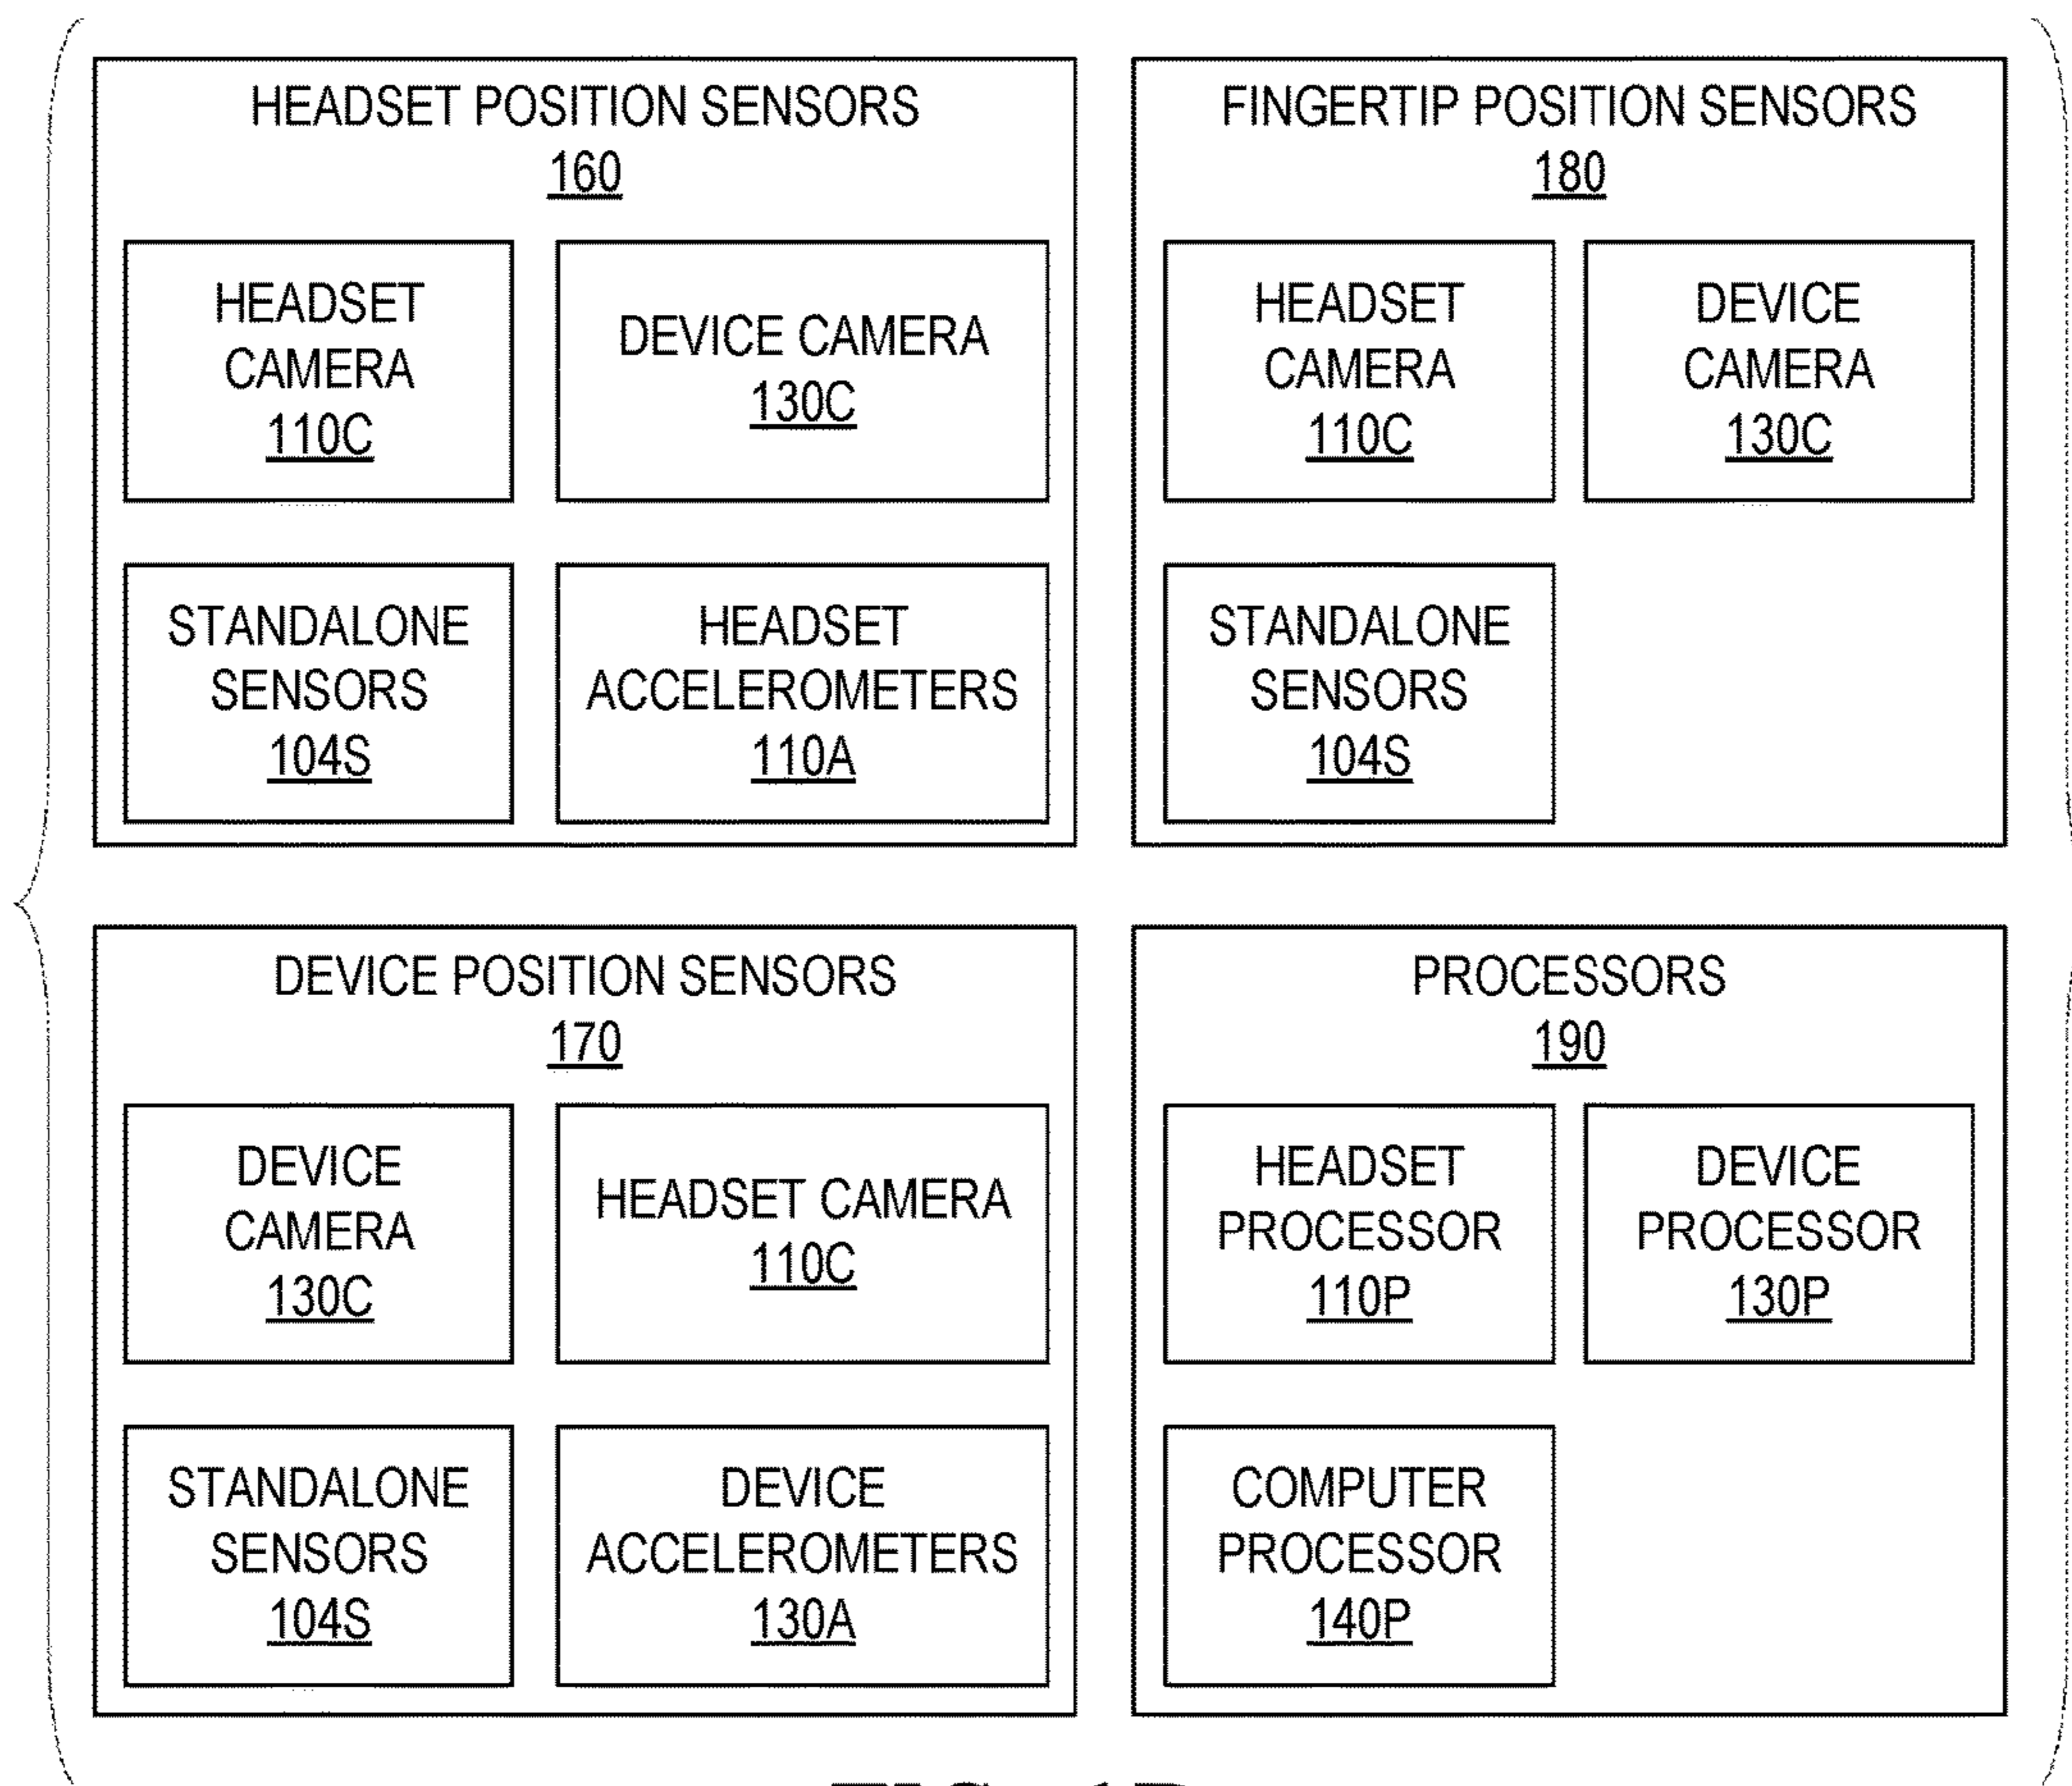 HEADSET POSITION SENSORS
160
HEADSET
CAMERA
110C
DEVICE CAMERA
130C
STANDALONE
SENSORS
104S
HEADSET
ACCELEROMETERS
110A
FINGERTIP POSITION SENSORS
180
HEADSET
CAMERA
110C
DEVICE
CAMERA
130C
STANDALONE
SENSORS
104S
DEVICE POSITION SENSORS
170
DEVICE
CAMERA
130C
HEADSET CAMERA
110C
STANDALONE
SENSORS
104S
DEVICE
ACCELEROMETERS
130A
PROCESSORS
190
HEADSET
PROCESSOR
110P
DEVICE
PROCESSOR
130P
COMPUTER
PROCESSOR
140P